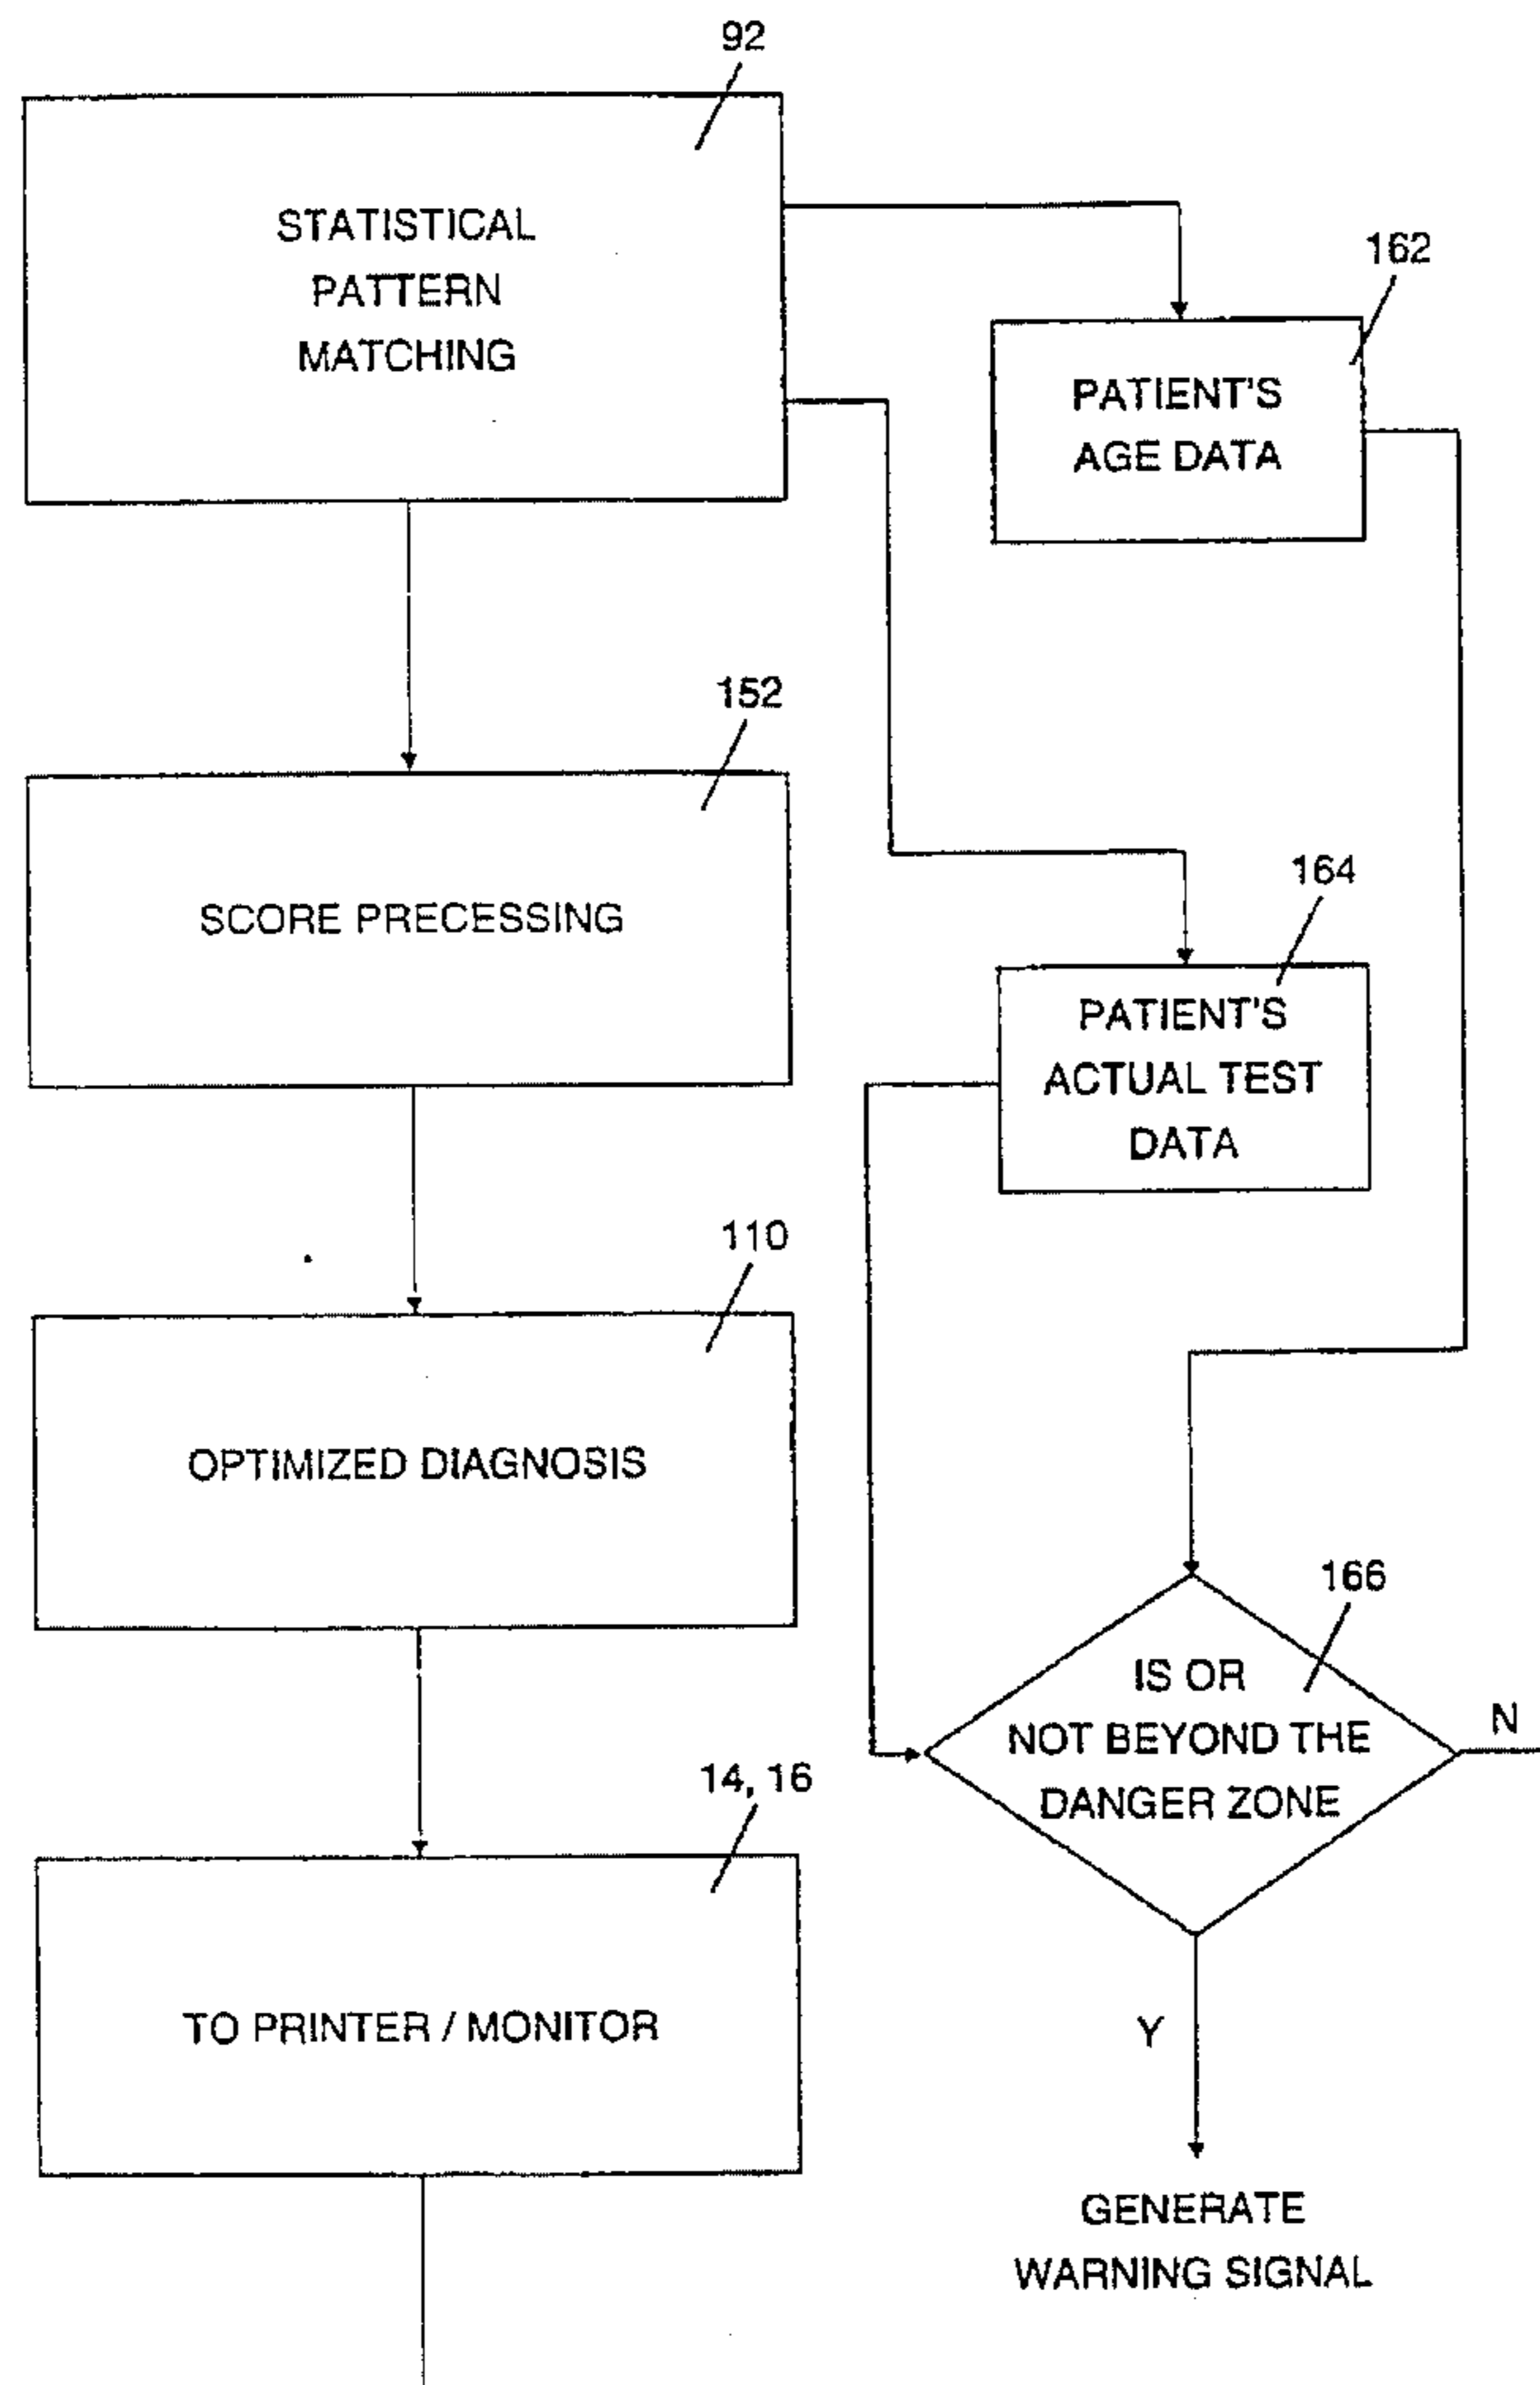 92
STATISTICAL
PATTERN
MATCHING
162
PATIENT'S
AGE DATA
152
SCORE PRECESSING
164
PATIENT'S
ACTUAL TEST
DATA
110
OPTIMIZED DIAGNOSIS
166
IS OR
NOT BEYOND THE
DANGER ZONE
N
14, 16
TO PRINTER / MONITOR
Y
GENERATE
WARNING SIGNAL